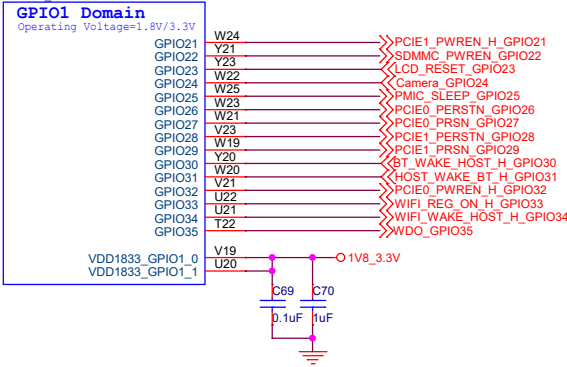 GPIO1 Domain
Operating Voltage=1.8V/3.3V
GPIO21 W24 PCIE1_PWREN_H_GPIO21
GPIO22 Y21 SDMMC_PWREN_GPIO22
GPIO23 Y23 LCD_RESET_GPIO23
GPIO24 W22 Camera_GPIO24
GPIO25 W25 PMIC_SLEEP_GPIO25
GPIO26 W23 PCIE0_PERSTN_GPIO26
GPIO27 W21 PCIE0_PRSN_GPIO27
GPIO28 V23 PCIE1_PERSTN_GPIO28
GPIO29 W19 PCIE1_PRSN_GPIO29
GPIO30 Y20 BT_WAKE_HOST_H_GPIO30
GPIO31 W20 HOST_WAKE_BT_H_GPIO31
GPIO32 V21 PCIE0_PWREN_H_GPIO32
GPIO33 U22 WIFI_REG_ON_H_GPIO33
GPIO34 U21 WIFI_WAKE_HOST_H_GPIO34
GPIO35 T22 WDO_GPIO35
VDD1833_GPIO1_0 V19 1V8_3.3V
VDD1833_GPIO1_1 U20
C69 C70
0.1uF 1uF